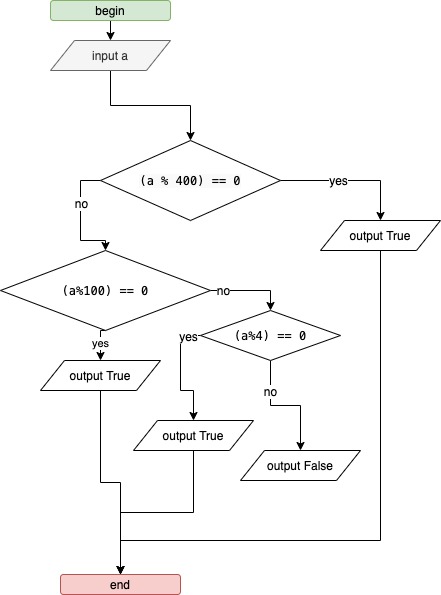 begin
input a
(a % 400) == 0
yes
no
output True
(a%100) == 0
no
(a%4) == 0
yes
yes
output True
no
output True
output False
end